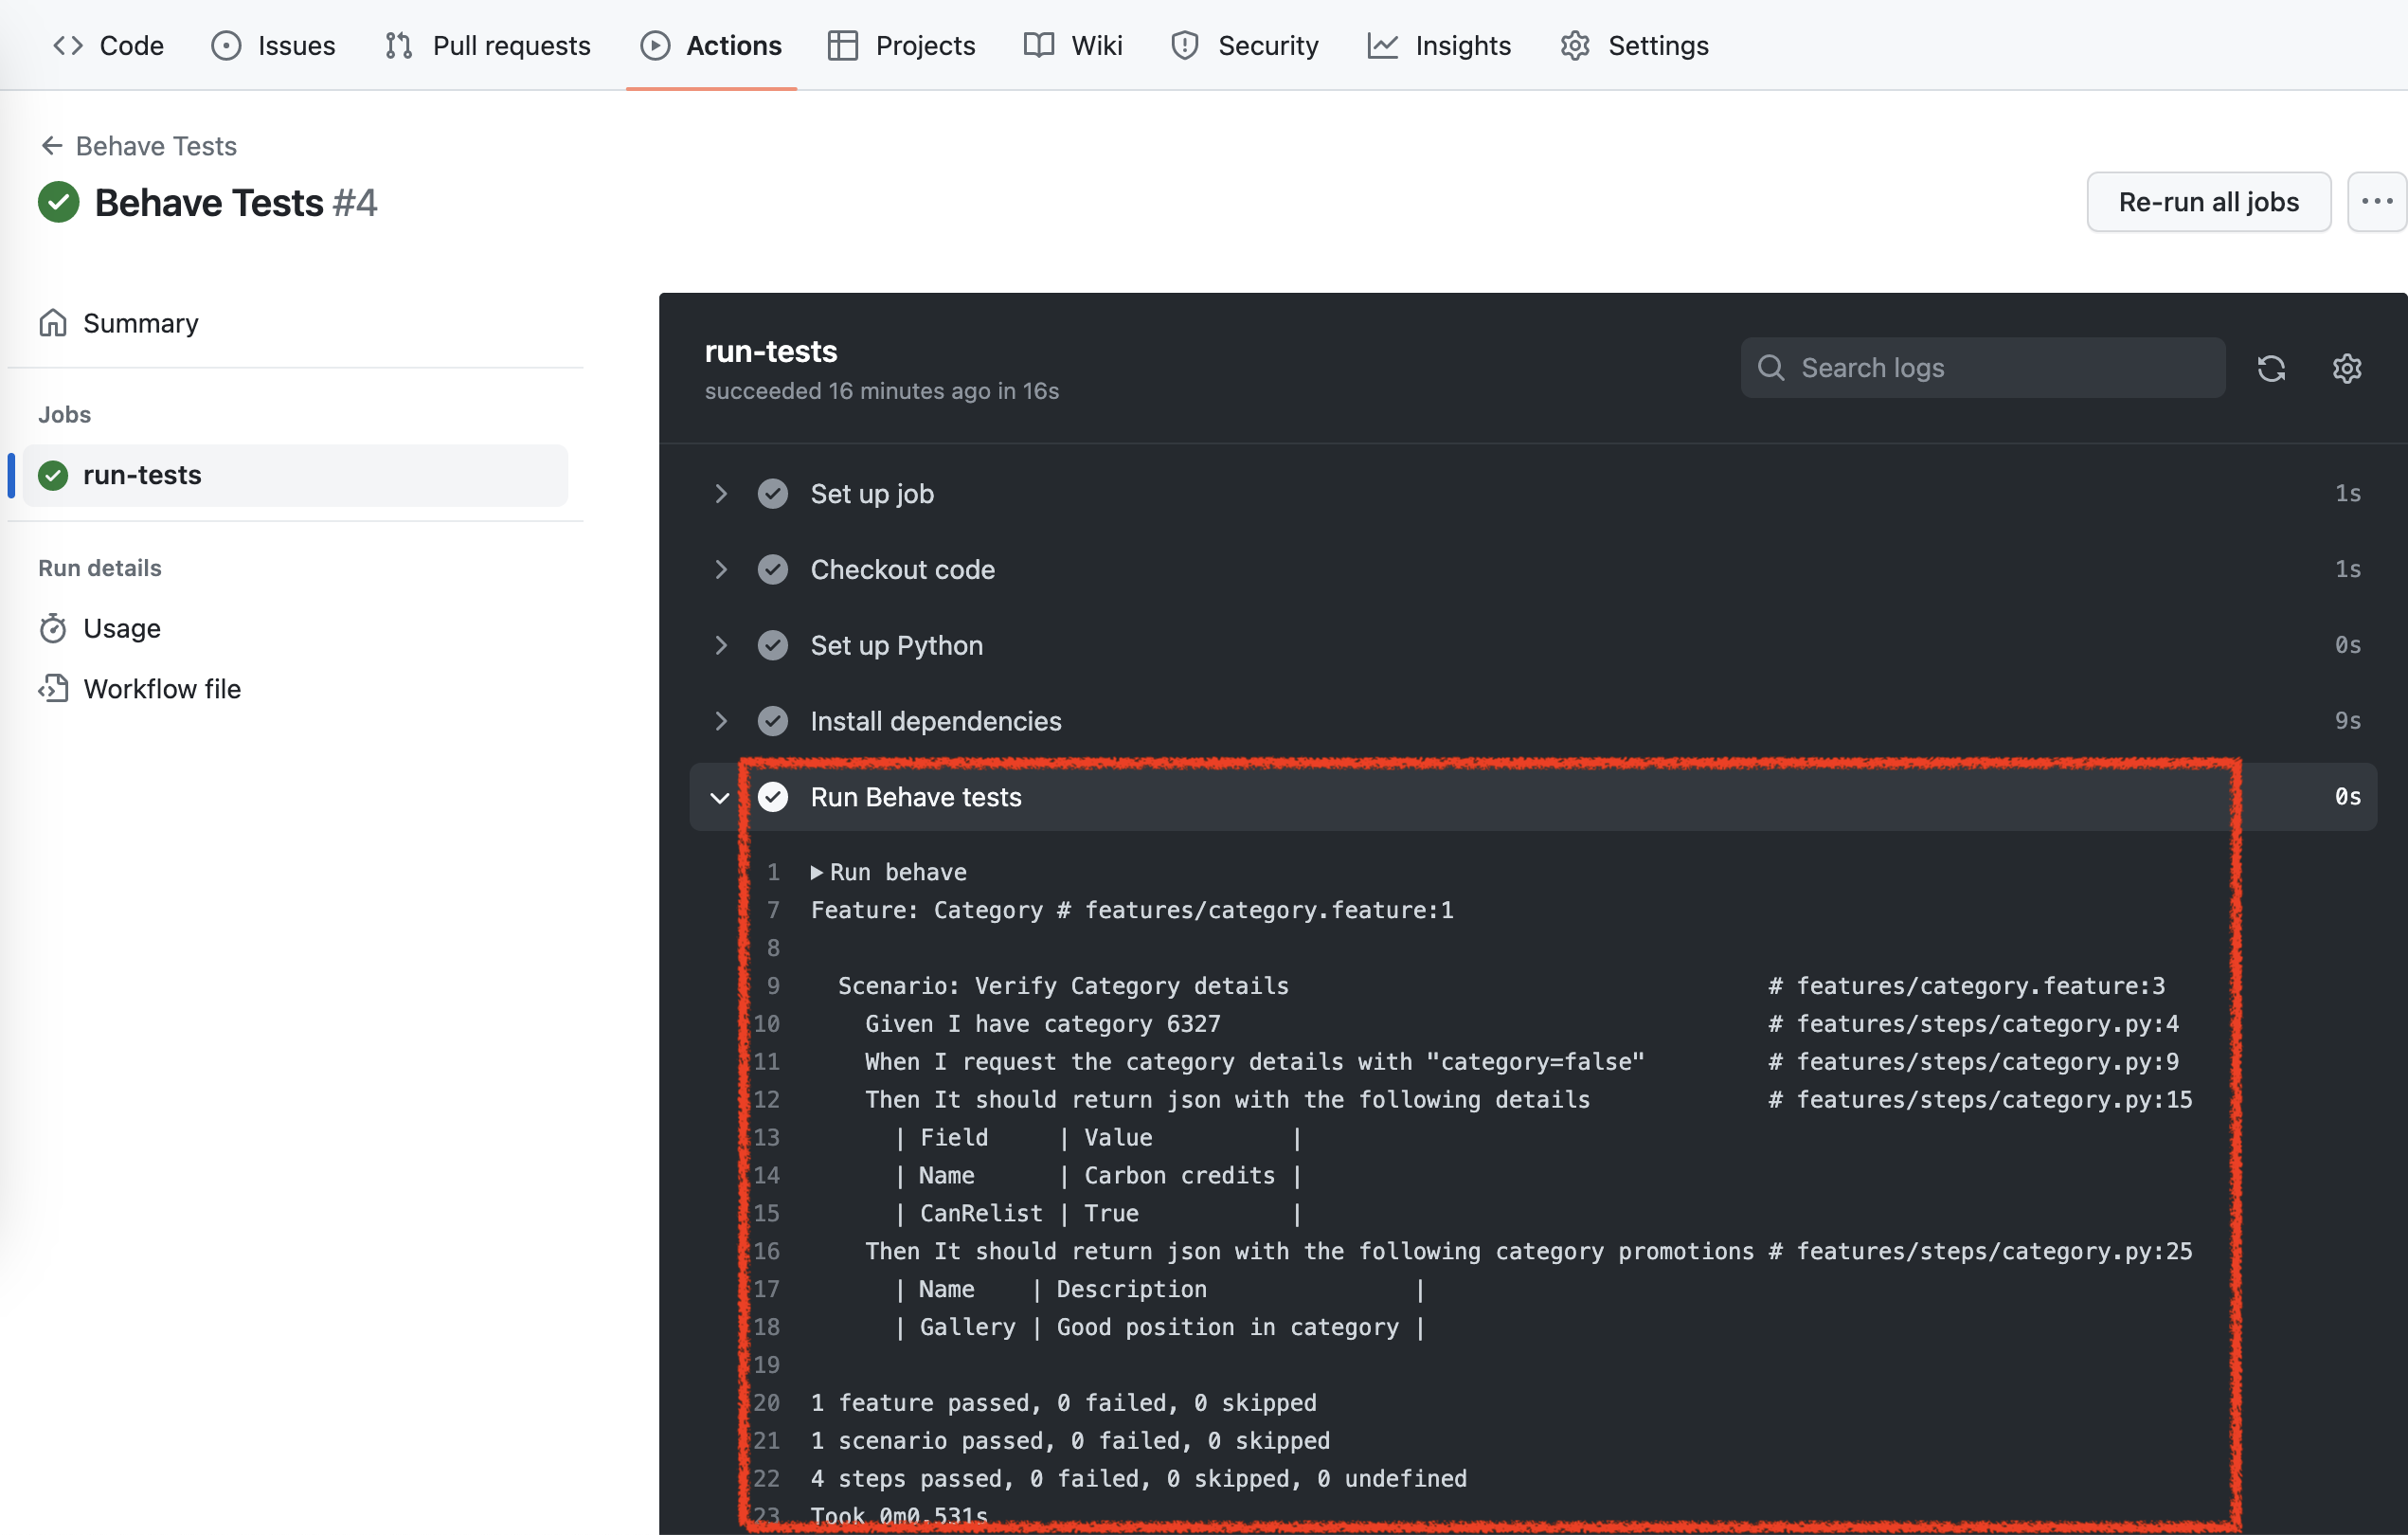 Code Issues Pull requests Actions Projects Wiki Security Insights Settings
Behave Tests
Behave Tests #4
Re-run all jobs
Summary
Jobs
run-tests
Run details
Usage
Workflow file
run-tests
succeeded 16 minutes ago in 16s
Search logs
Set up job 1s
Checkout code 1s
Set up Python 0s
Install dependencies 9s
Run Behave tests 0s
1 Run behave
7 Feature: Category # features/category.feature:1
8
9 Scenario: Verify Category details # features/category.feature:3
10 Given I have category 6327 # features/steps/category.py:4
11 When I request the category details with "category=false" # features/steps/category.py:9
12 Then It should return json with the following details # features/steps/category.py:15
13 | Field | Value |
14 | Name | Carbon credits |
15 | CanRelist | True |
16 Then It should return json with the following category promotions # features/steps/category.py:25
17 | Name | Description |
18 | Gallery | Good position in category |
19
20 1 feature passed, 0 failed, 0 skipped
21 1 scenario passed, 0 failed, 0 skipped
22 4 steps passed, 0 failed, 0 skipped, 0 undefined
23 Took 0m0.531s